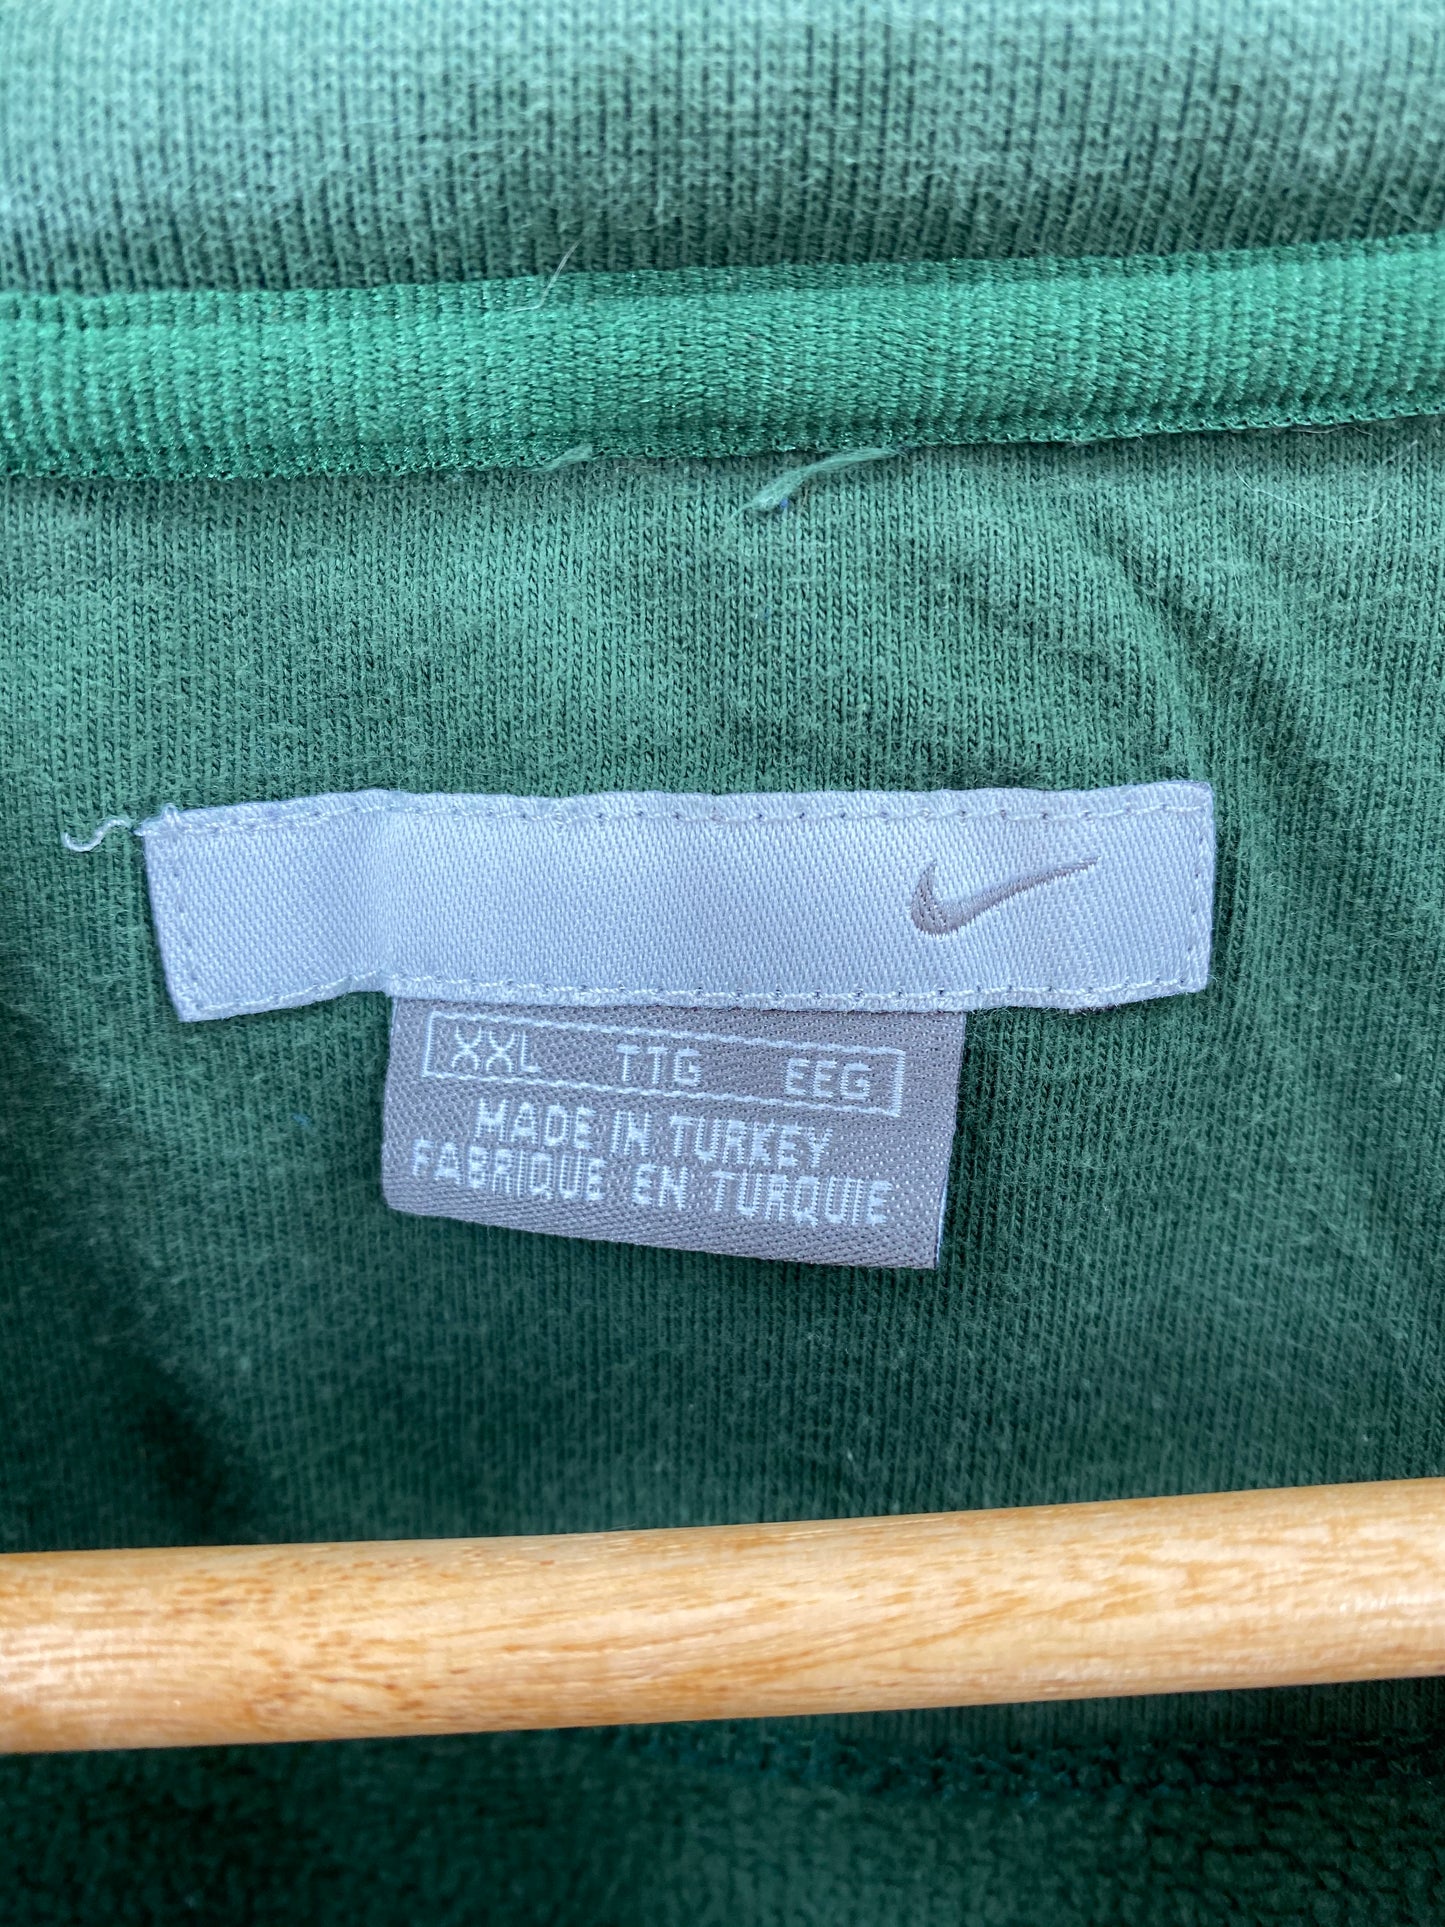 XXL TTG EEG
MADE IN TURKEY
FABRIQUE EN TURQUIE